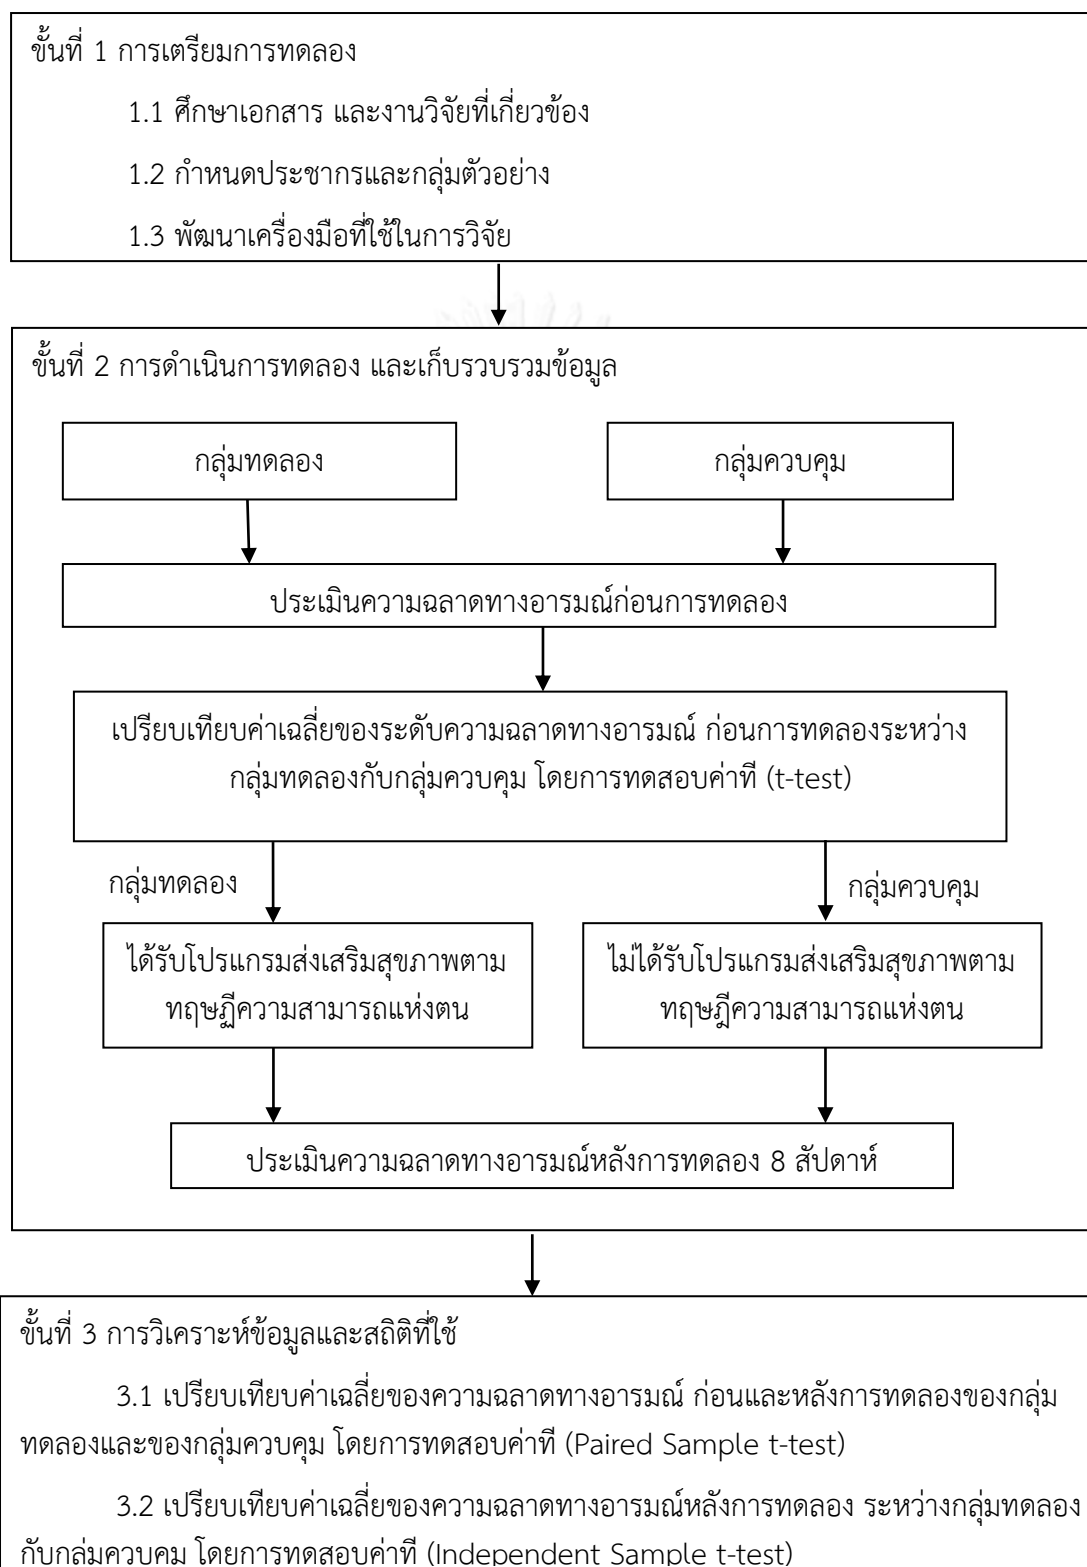 ขั้นที่ 1 การเตรียมการทดลอง
1.1 ศึกษาเอกสาร และงานวิจัยที่เกี่ยวข้อง
1.2 กำหนดประชากรและกลุ่มตัวอย่าง
1.3 พัฒนาเครื่องมือที่ใช้ในการวิจัย
ขั้นที่ 2 การดำเนินการทดลอง และเก็บรวบรวมข้อมูล
กลุ่มทดลอง
กลุ่มควบคุม
ประเมินความฉลาดทางอารมณ์ก่อนการทดลอง
เปรียบเทียบค่าเฉลี่ยของระดับความฉลาดทางอารมณ์ ก่อนการทดลองระหว่าง
กลุ่มทดลองกับกลุ่มควบคุม โดยการทดสอบค่าที (t-test)
กลุ่มทดลอง
กลุ่มควบคุม
ได้รับโปรแกรมส่งเสริมสุขภาพตาม
ทฤษฏีความสามารถแห่งตน
ไม่ได้รับโปรแกรมส่งเสริมสุขภาพตาม
ทฤษฎีความสามารถแห่งตน
ประเมินความฉลาดทางอารมณ์หลังการทดลอง 8 สัปดาห์
ขั้นที่ 3 การวิเคราะห์ข้อมูลและสถิติที่ใช้
3.1 เปรียบเทียบค่าเฉลี่ยของความฉลาดทางอารมณ์ ก่อนและหลังการทดลองของกลุ่ม
ทดลองและของกลุ่มควบคุม โดยการทดสอบค่าที (Paired Sample t-test)
3.2 เปรียบเทียบค่าเฉลี่ยของความฉลาดทางอารมณ์หลังการทดลอง ระหว่างกลุ่มทดลอง
กับกลุ่มควบคุม โดยการทดสอบค่าที (Independent Sample t-test)